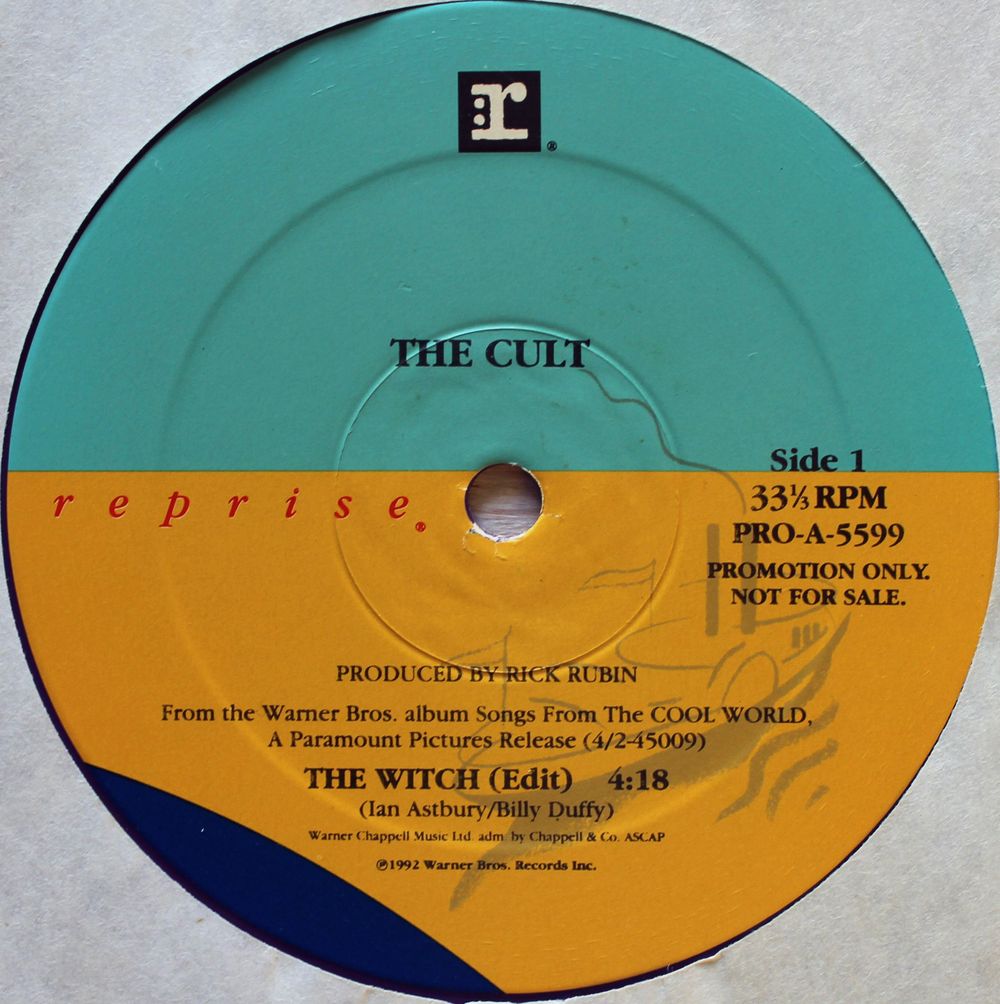 r
®
THE CULT
reprise®
Side 1
33⅓ RPM
PRO-A-5599
PROMOTION ONLY.
NOT FOR SALE.
PRODUCED BY RICK RUBIN
From the Warner Bros. album Songs From The COOL WORLD,
A Paramount Pictures Release (4/2-45009)
THE WITCH (Edit) 4:18
(Ian Astbury/Billy Duffy)
Warner Chappell Music Ltd. adm. by Chappell & Co. ASCAP
℗1992 Warner Bros. Records Inc.